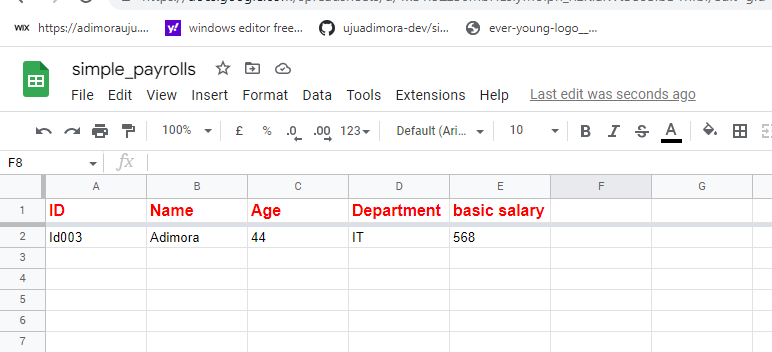 WIX https://adimorauju.... y! windows editor free... ujuadimora-dev/si... ever-young-logo__...
simple_payrolls
File Edit View Insert Format Data Tools Extensions Help Last edit was seconds ago
100% £ % .0 .00 123 Default (Ari... 10 B I S A
F8 fx
A B C D E F G
1 ID Name Age Department basic salary
2 Id003 Adimora 44 IT 568
3
4
5
6
7